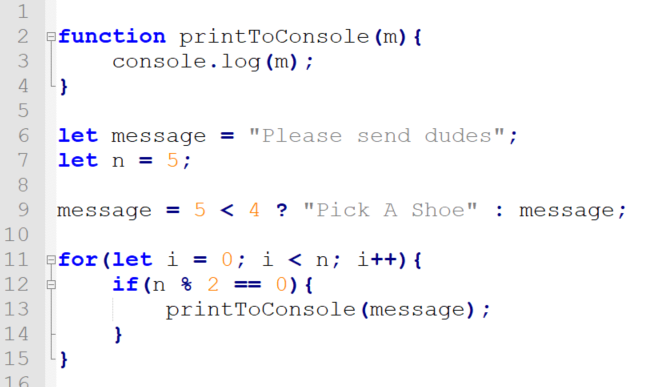 1
2 function printToConsole(m){
3     console.log(m);
4 }
5
6 let message = "Please send dudes";
7 let n = 5;
8
9 message = 5 < 4 ? "Pick A Shoe" : message;
10
11 for(let i = 0; i < n; i++){
12     if(n % 2 == 0){
13         printToConsole(message);
14     }
15 }
16